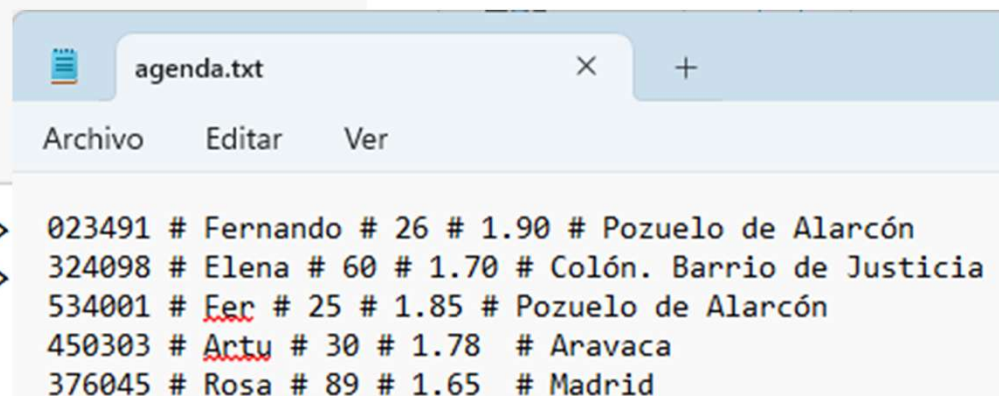 agenda.txt
Archivo Editar Ver
023491 # Fernando # 26 # 1.90 # Pozuelo de Alarcón
324098 # Elena # 60 # 1.70 # Colón. Barrio de Justicia
534001 # Fer # 25 # 1.85 # Pozuelo de Alarcón
450303 # Artu # 30 # 1.78  # Aravaca
376045 # Rosa # 89 # 1.65  # Madrid